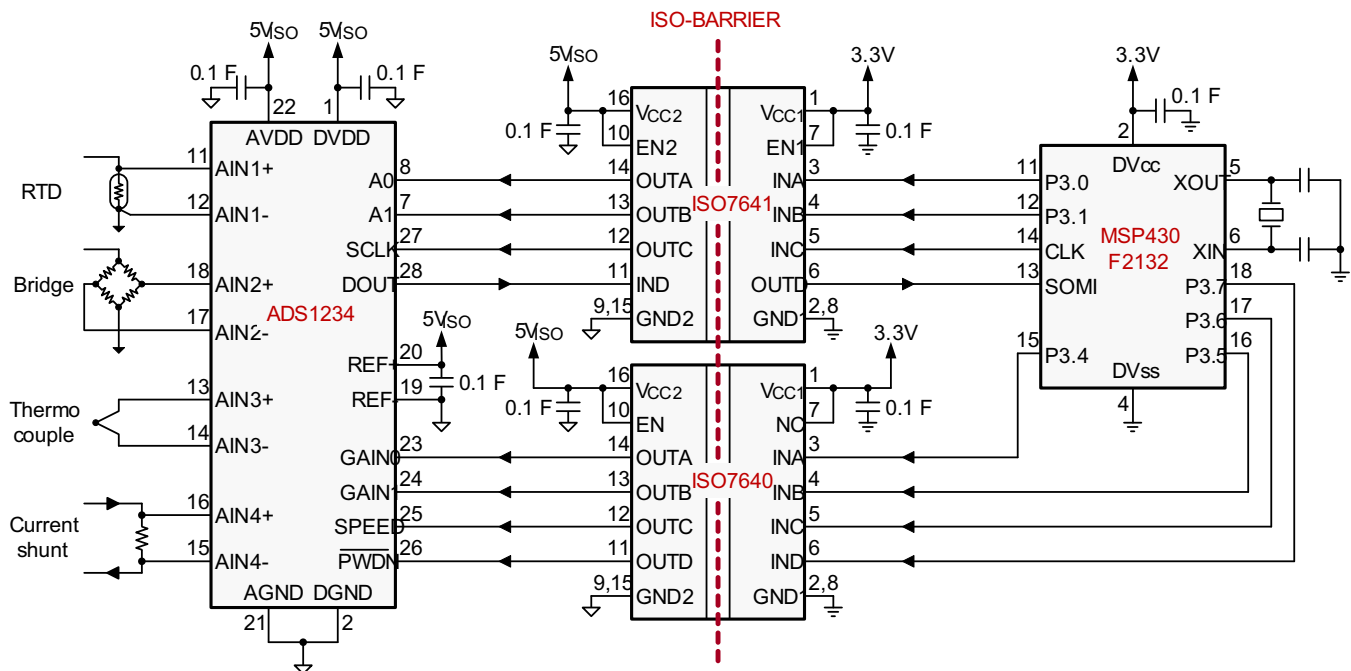 ISO-BARRIER
5VISO
5VISO
0.1 F
0.1 F
22
1
AVDD
DVDD
RTD
11
AIN1+
12
AIN1-
Bridge
18
AIN2+
17
AIN2-
Thermo
couple
13
AIN3+
14
AIN3-
Current
shunt
16
AIN4+
15
AIN4-
ADS1234
A0
8
A1
7
SCLK
27
DOUT
28
REF+
20
REF-
19
5VISO
0.1 F
GAIN0
23
GAIN1
24
SPEED
25
PWDN
26
AGND
DGND
21
2
5VISO
0.1 F
16
VCC2
10
EN2
14
OUTA
13
OUTB
12
OUTC
11
IND
9,15
GND2
ISO7641
3.3V
0.1 F
1
VCC1
7
EN1
3
INA
4
INB
5
INC
6
OUTD
2,8
GND1
5VISO
0.1 F
16
VCC2
10
EN
14
OUTA
13
OUTB
12
OUTC
11
OUTD
9,15
GND2
ISO7640
3.3V
0.1 F
1
VCC1
7
NC
3
INA
4
INB
5
INC
6
IND
2,8
GND1
3.3V
0.1 F
2
DVcc
11
P3.0
12
P3.1
14
CLK
13
SOMI
15
P3.4
MSP430
F2132
XOUT
5
XIN
6
P3.7
18
P3.6
17
P3.5
16
DVss
4